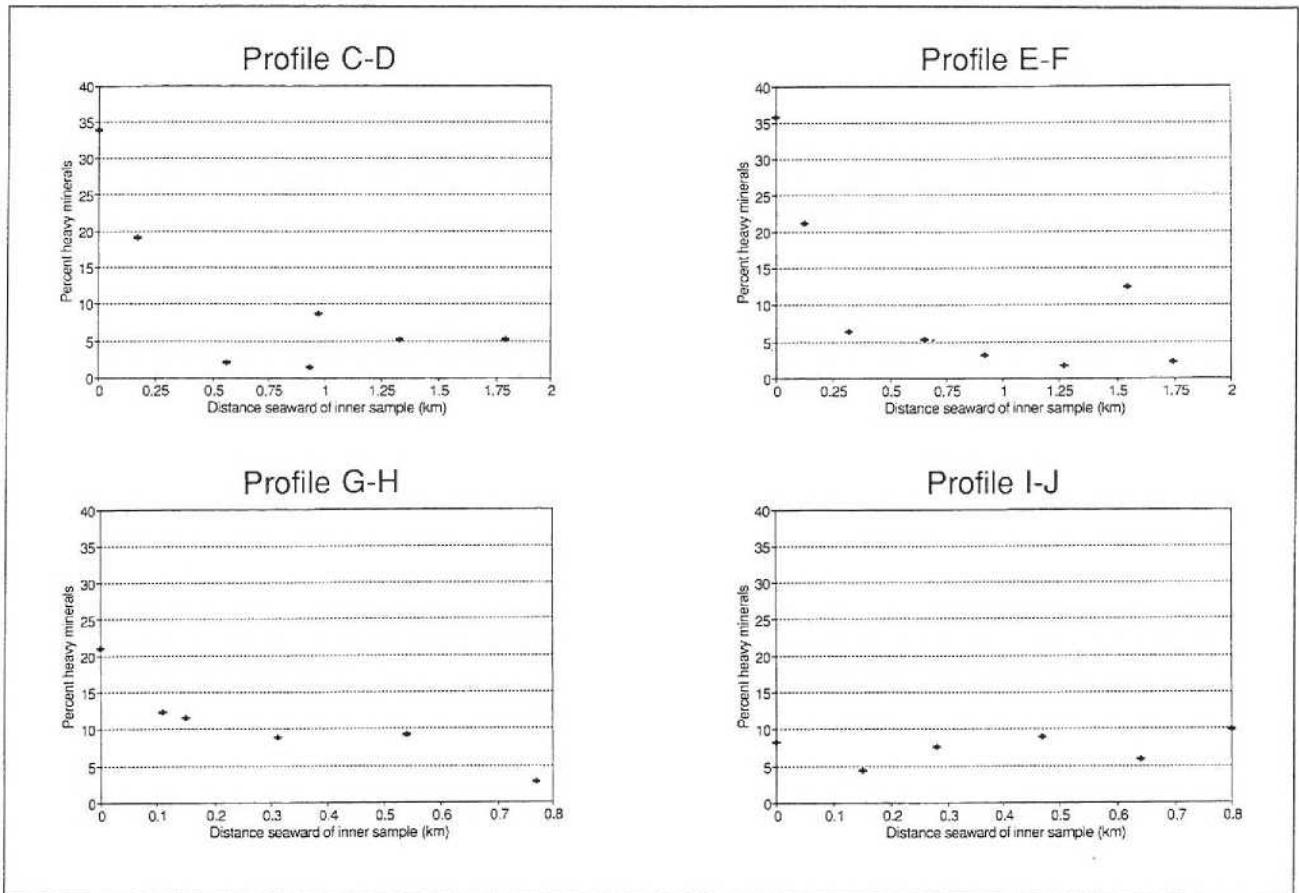 Profile C-D
40
35
30
25
20
15
10
5
0
Percent heavy minerals
0 0.25 0.5 0.75 1 1.25 1.5 1.75 2
Distance seaward of inner sample (km)
Profile E-F
40
35
30
25
20
15
10
5
0
Percent heavy minerals
0 0.25 0.5 0.75 1 1.25 1.5 1.75 2
Distance seaward of inner sample (km)
Profile G-H
40
35
30
25
20
15
10
5
0
Percent heavy minerals
0 0.1 0.2 0.3 0.4 0.5 0.6 0.7 0.8
Distance seaward of inner sample (km)
Profile I-J
40
35
30
25
20
15
10
5
0
Percent heavy minerals
0 0.1 0.2 0.3 0.4 0.5 0.6 0.7 0.8
Distance seaward of inner sample (km)